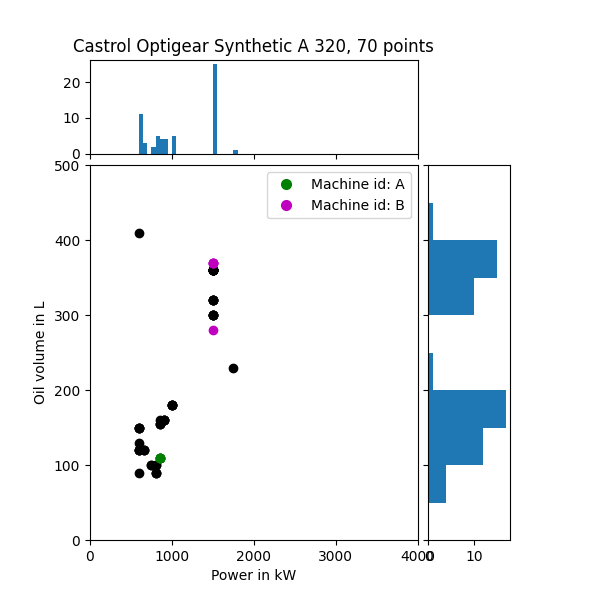 Castrol Optigear Synthetic A 320, 70 points
20
10
0
500
400
300
200
100
0
Oil volume in L
Machine id: A
Machine id: B
0 1000 2000 3000 4000
Power in kW
0 10